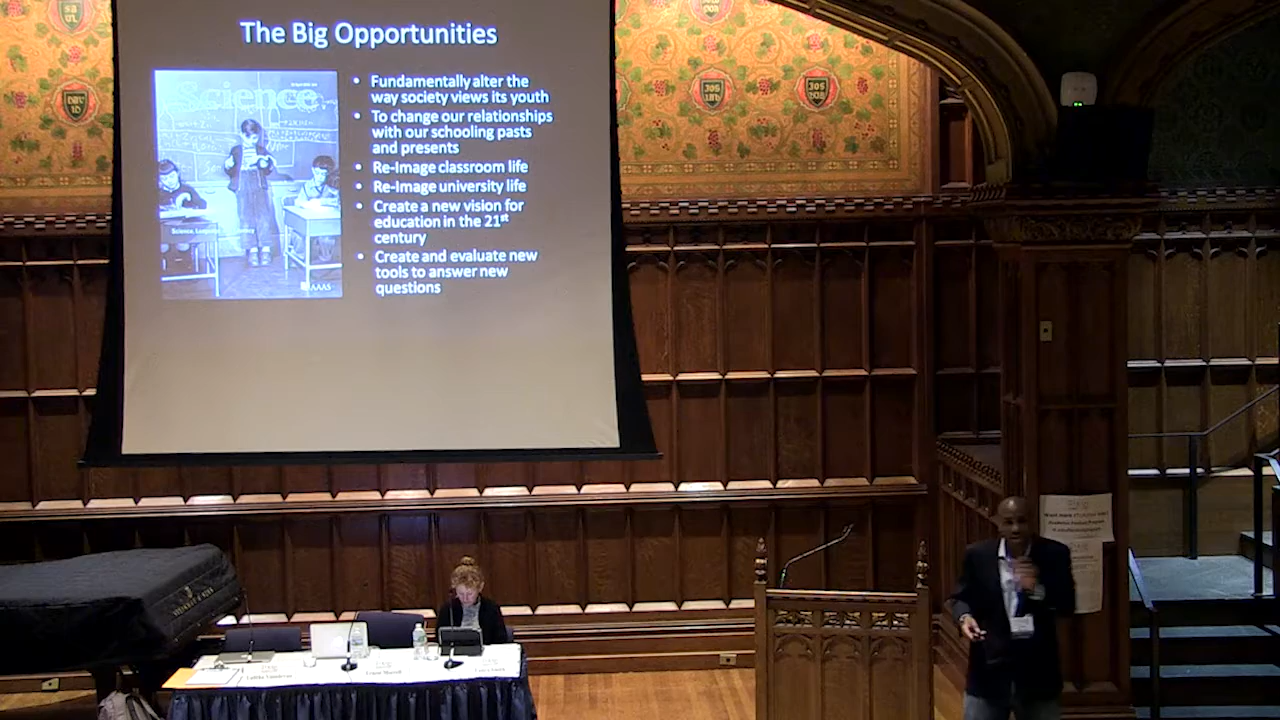 The Big Opportunities
Science
Science, Language
AAAS
• Fundamentally alter the
way society views its youth
• To change our relationships
with our schooling pasts
and presents
• Re-Image classroom life
• Re-Image university life
• Create a new vision for
education in the 21st
century
• Create and evaluate new
tools to answer new
questions